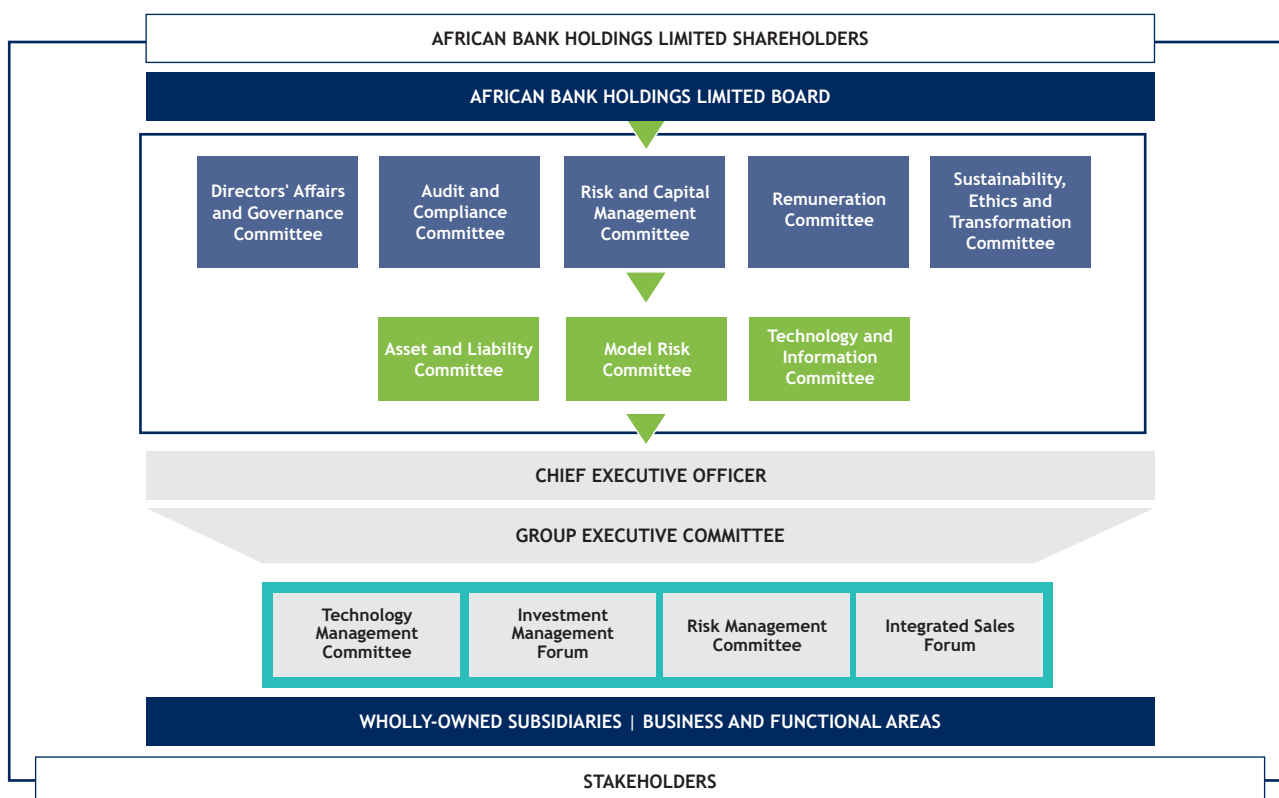 AFRICAN BANK HOLDINGS LIMITED SHAREHOLDERS
AFRICAN BANK HOLDINGS LIMITED BOARD
Directors' Affairs
and Governance
Committee
Audit and
Compliance
Committee
Risk and Capital
Management
Committee
Remuneration
Committee
Sustainability,
Ethics and
Transformation
Committee
Asset and Liability
Committee
Model Risk
Committee
Technology and
Information
Committee
CHIEF EXECUTIVE OFFICER
GROUP EXECUTIVE COMMITTEE
Technology
Management
Committee
Investment
Management
Forum
Risk Management
Committee
Integrated Sales
Forum
WHOLLY-OWNED SUBSIDIARIES | BUSINESS AND FUNCTIONAL AREAS
STAKEHOLDERS